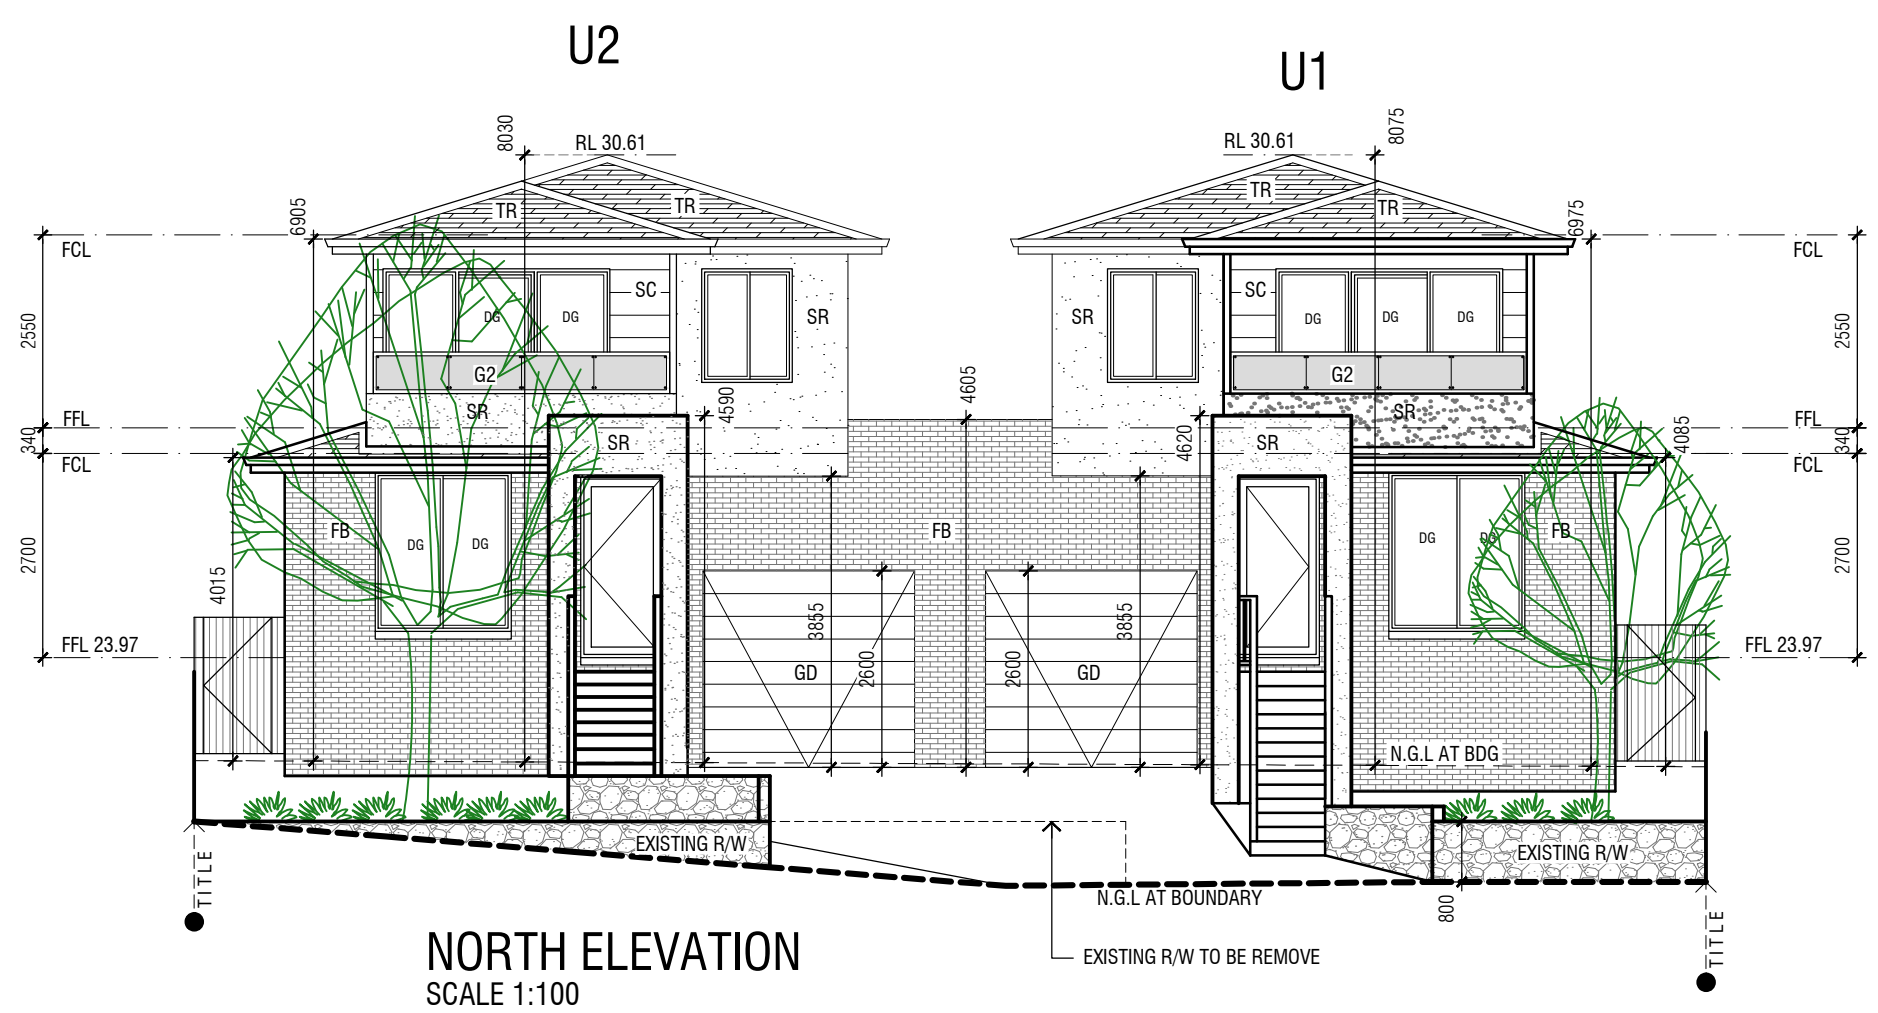 U2
U1
8030
RL 30.61
RL 30.61
8075
6905
TR
TR
TR
TR
6975
FCL
FCL
2550
SC
DG
DG
SR
SR
SC
DG
DG
DG
2550
G2
G2
4590
4605
SR
SR
FFL
FFL
340
SR
4620
SR
4085
340
FCL
FCL
2700
FB
DG
DG
FB
DG
DG
FB
2700
4015
3855
3855
FFL 23.97
2600
GD
2600
GD
FFL 23.97
N.G.L AT BDG
EXISTING R/W
EXISTING R/W
TITLE
N.G.L AT BOUNDARY
800
TITLE
NORTH ELEVATION
EXISTING R/W TO BE REMOVE
SCALE 1:100